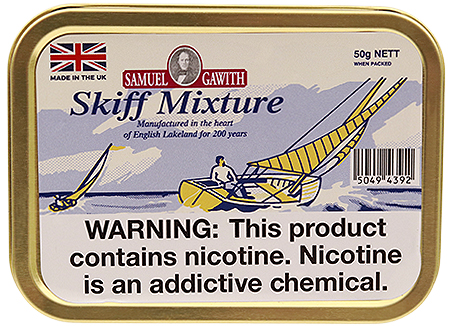 MADE IN THE UK
SAMUEL GAWITH
50g NETT
WHEN PACKED
Skiff Mixture
Manufactured in the heart
of English Lakeland for 200 years
5049 4392
WARNING: This product
contains nicotine. Nicotine
is an addictive chemical.